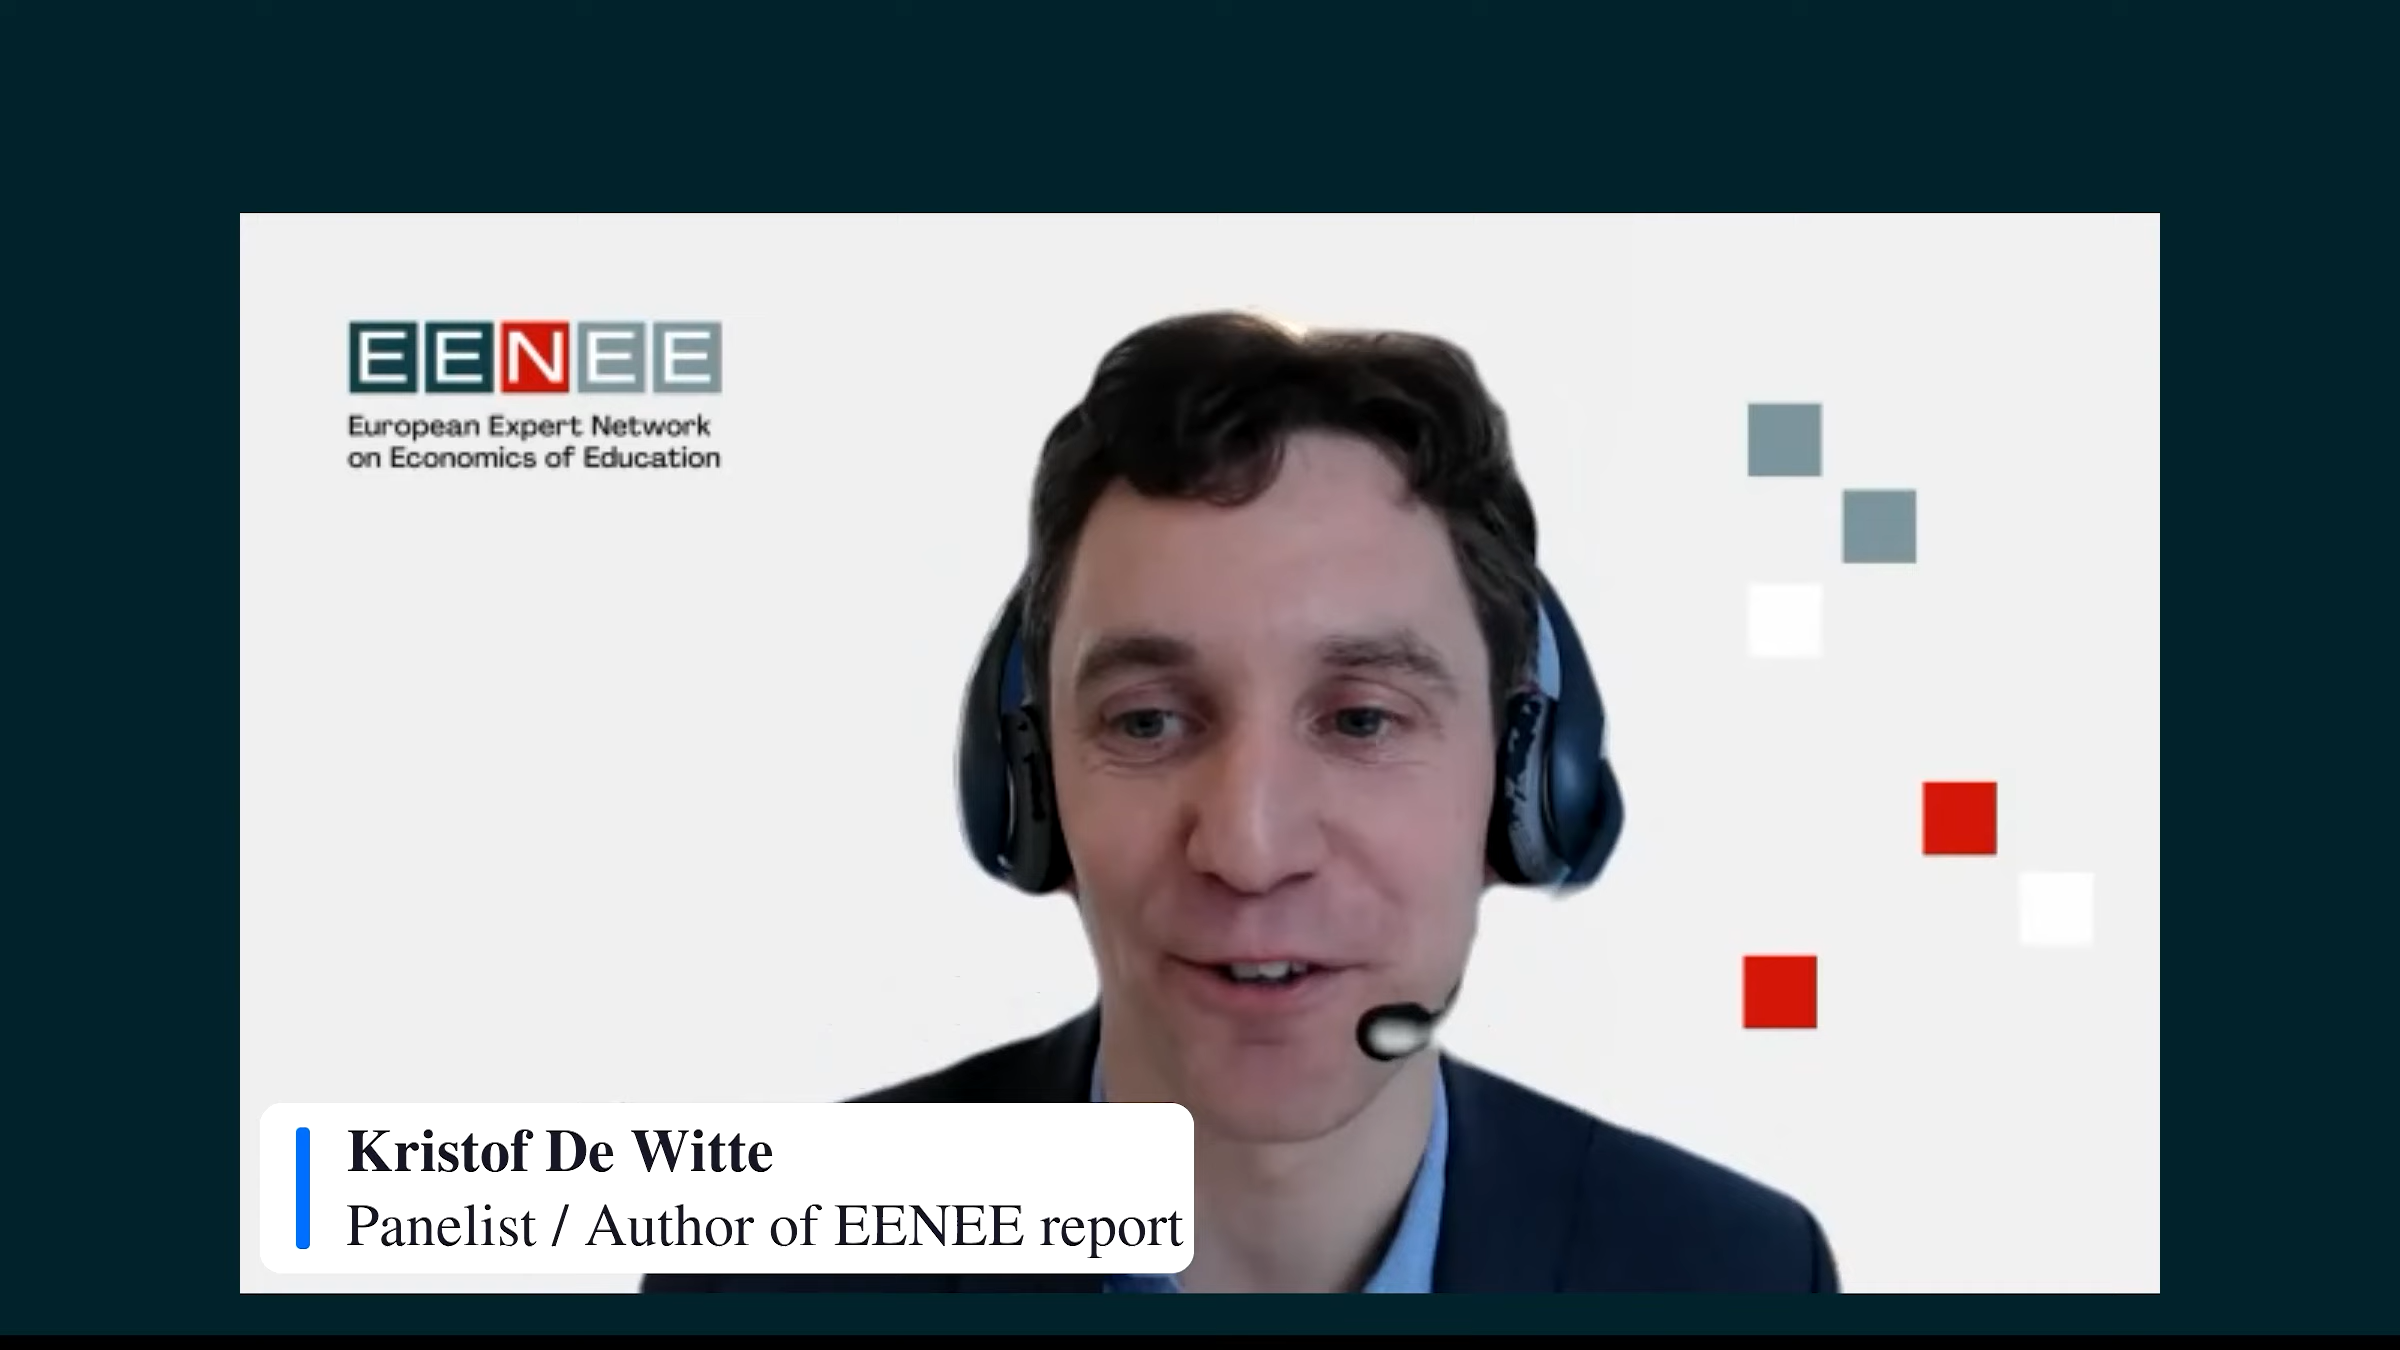 EENEE
European Expert Network
on Economics of Education
Kristof De Witte
Panelist / Author of EENEE report